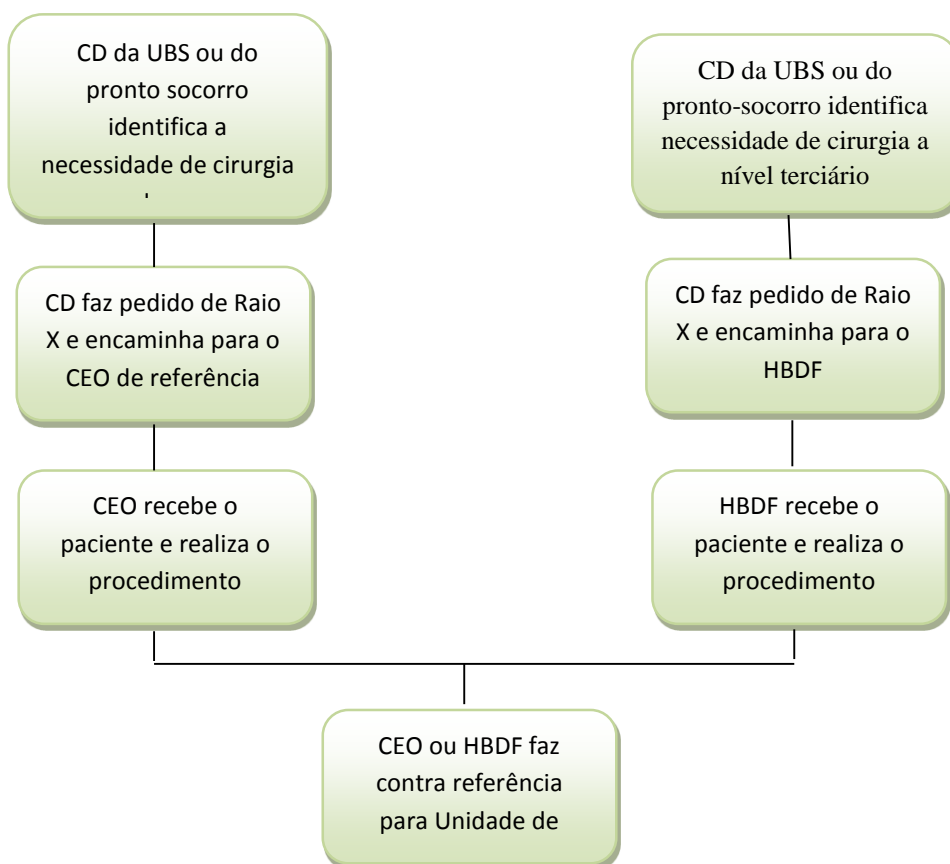 CD da UBS ou do
pronto socorro
identifica a
necessidade de cirurgia
CD da UBS ou do
pronto-socorro identifica
necessidade de cirurgia a
nível terciário
CD faz pedido de Raio
X e encaminha para o
CEO de referência
CD faz pedido de Raio
X e encaminha para o
HBDF
CEO recebe o
paciente e realiza o
procedimento
HBDF recebe o
paciente e realiza o
procedimento
CEO ou HBDF faz
contra referência
para Unidade de